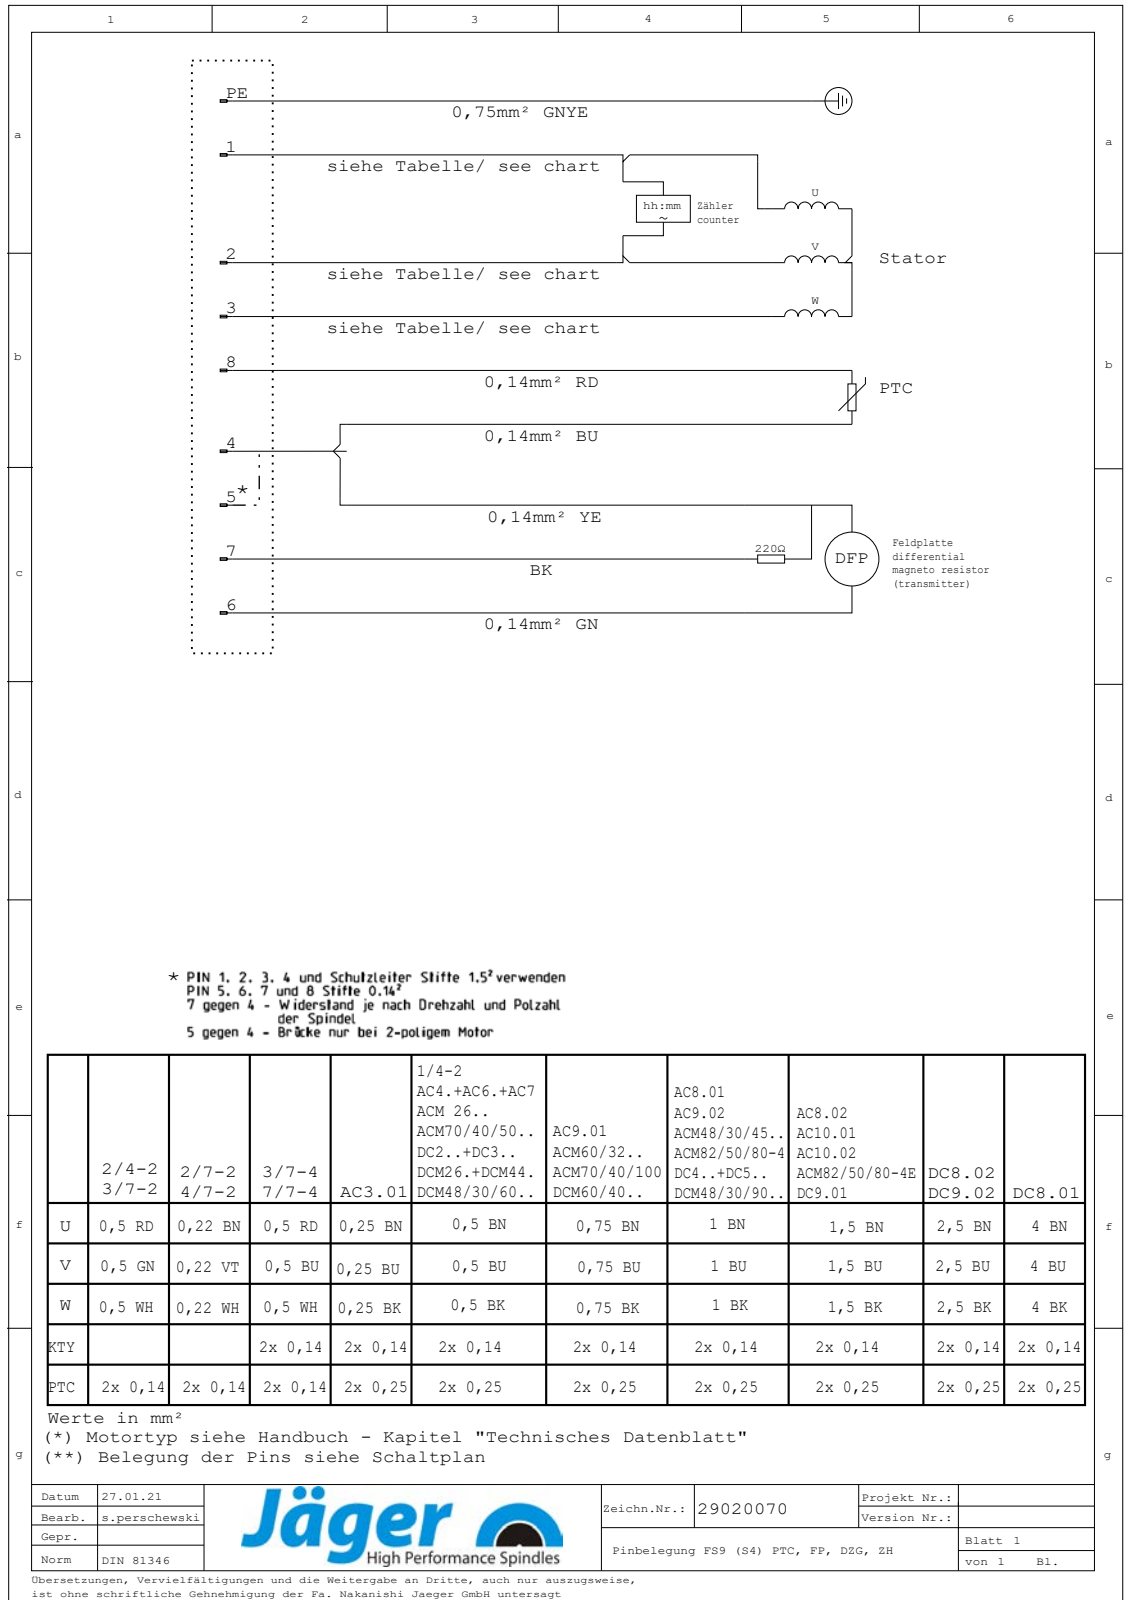 1 2 3 4 5 6
PE
0,75mm² GNYE
a a
1
siehe Tabelle/ see chart
U
hh:mm
~
Zähler
counter
2
V
Stator
siehe Tabelle/ see chart
3
W
siehe Tabelle/ see chart
b b
8
0,14mm² RD
PTC
0,14mm² BU
4
5*
0,14mm² YE
7
220Ω
BK
DFP
Feldplatte
differential
magneto resistor
(transmitter)
c c
6
0,14mm² GN
d d
* PIN 1. 2. 3. 4 und Schutzleiter Stifte 1.5² verwenden
PIN 5. 6. 7 und 8 Stifte 0.14²
7 gegen 4 - Widerstand je nach Drehzahl und Polzahl
der Spindel
5 gegen 4 - Brücke nur bei 2-poligem Motor
e e
2/4-2
3/7-2
2/7-2
4/7-2
3/7-4
7/7-4
AC3.01
1/4-2
AC4.+AC6.+AC7
ACM 26..
ACM70/40/50..
DC2..+DC3..
DCM26.+DCM44.
DCM48/30/60..
AC9.01
ACM60/32..
ACM70/40/100
DCM60/40..
AC8.01
AC9.02
ACM48/30/45..
ACM82/50/80-4
DC4..+DC5..
DCM48/30/90..
AC8.02
AC10.01
AC10.02
ACM82/50/80-4E
DC9.01
DC8.02
DC9.02
DC8.01
f f
U 0,5 RD 0,22 BN 0,5 RD 0,25 BN 0,5 BN 0,75 BN 1 BN 1,5 BN 2,5 BN 4 BN
V 0,5 GN 0,22 VT 0,5 BU 0,25 BU 0,5 BU 0,75 BU 1 BU 1,5 BU 2,5 BU 4 BU
W 0,5 WH 0,22 WH 0,5 WH 0,25 BK 0,5 BK 0,75 BK 1 BK 1,5 BK 2,5 BK 4 BK
KTY 2x 0,14 2x 0,14 2x 0,14 2x 0,14 2x 0,14 2x 0,14 2x 0,14 2x 0,14
PTC 2x 0,14 2x 0,14 2x 0,14 2x 0,25 2x 0,25 2x 0,25 2x 0,25 2x 0,25 2x 0,25 2x 0,25
Werte in mm²
(*) Motortyp siehe Handbuch - Kapitel "Technisches Datenblatt"
(**) Belegung der Pins siehe Schaltplan
g g
Datum 27.01.21
Bearb. s.perschewski
Gepr.
Norm DIN 81346
Jäger
High Performance Spindles
Zeichn.Nr.: 29020070
Projekt Nr.:
Version Nr.:
Pinbelegung FS9 (S4) PTC, FP, DZG, ZH
Blatt 1
von 1 Bl.
Übersetzungen, Vervielfältigungen und die Weitergabe an Dritte, auch nur auszugsweise,
ist ohne schriftliche Gehnehmigung der Fa. Nakanishi Jaeger GmbH untersagt